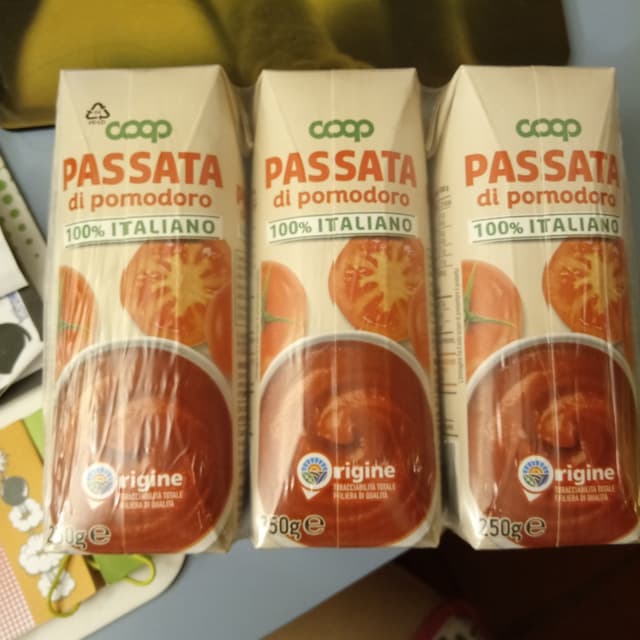 coop
PASSATA
di pomodoro
100% ITALIANO
Origine
TRACCIABILITÀ TOTALE
FILIERA DI QUALITÀ
250g e
coop
PASSATA
di pomodoro
100% ITALIANO
Origine
TRACCIABILITÀ TOTALE
FILIERA DI QUALITÀ
250g e
coop
PASSATA
di pomodoro
100% ITALIANO
Origine
TRACCIABILITÀ TOTALE
FILIERA DI QUALITÀ
250g e